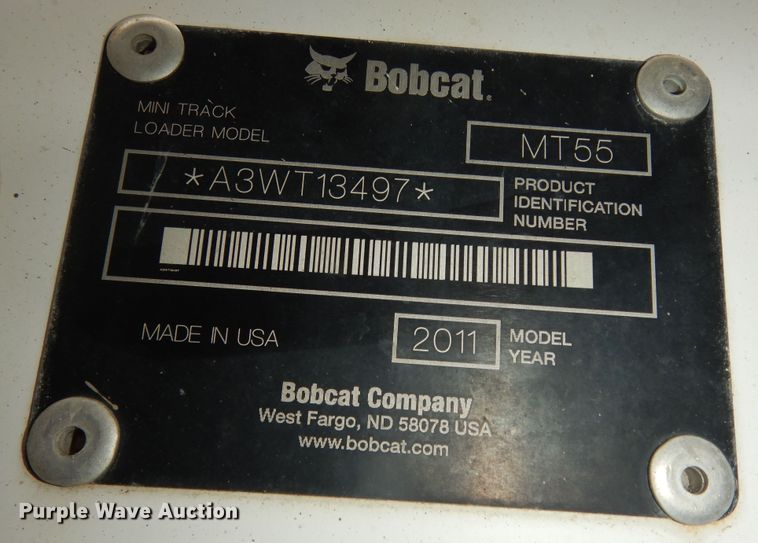 Bobcat.
MINI TRACK
LOADER MODEL
MT55
*A3WT13497*
PRODUCT
IDENTIFICATION
NUMBER
MADE IN USA
2011
MODEL
YEAR
Bobcat Company
West Fargo, ND 58078 USA
www.bobcat.com
Purple Wave Auction